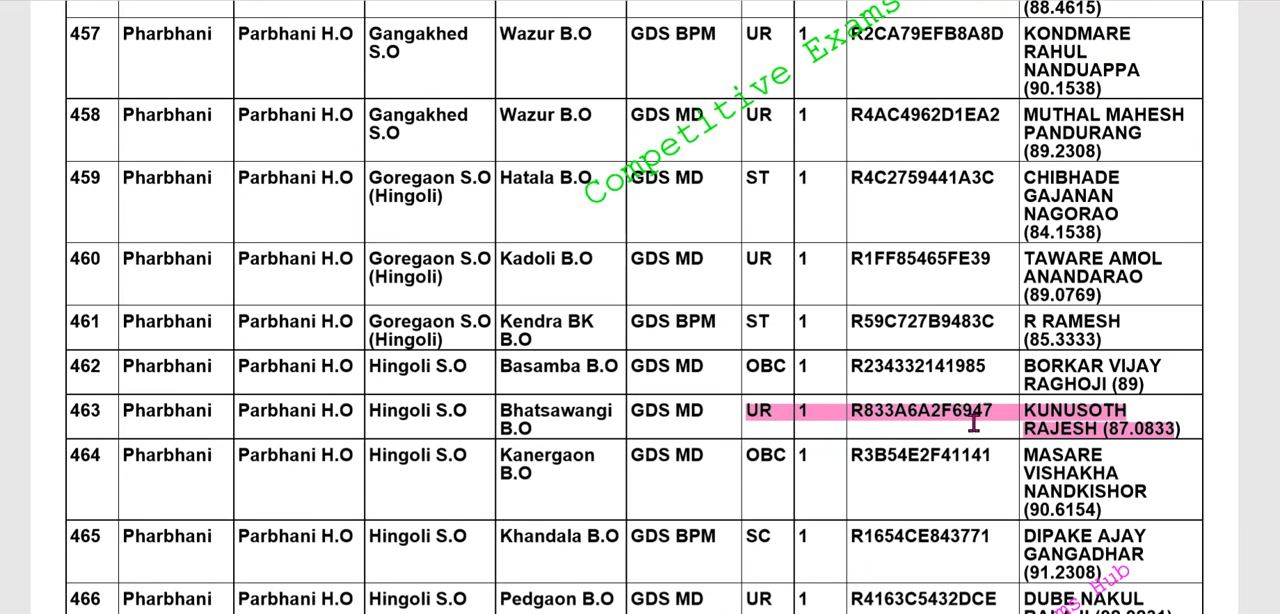 (88.4615)
457 Pharbhani Parbhani H.O Gangakhed S.O Wazur B.O GDS BPM UR 1 R2CA79EFB8A8D KONDMARE RAHUL NANDUAPPA (90.1538)
458 Pharbhani Parbhani H.O Gangakhed S.O Wazur B.O GDS MD UR 1 R4AC4962D1EA2 MUTHAL MAHESH PANDURANG (89.2308)
459 Pharbhani Parbhani H.O Goregaon S.O (Hingoli) Hatala B.O GDS MD ST 1 R4C2759441A3C CHIBHADE GAJANAN NAGORAO (84.1538)
460 Pharbhani Parbhani H.O Goregaon S.O (Hingoli) Kadoli B.O GDS MD UR 1 R1FF85465FE39 TAWARE AMOL ANANDARAO (89.0769)
461 Pharbhani Parbhani H.O Goregaon S.O (Hingoli) Kendra BK B.O GDS BPM ST 1 R59C727B9483C R RAMESH (85.3333)
462 Pharbhani Parbhani H.O Hingoli S.O Basamba B.O GDS MD OBC 1 R234332141985 BORKAR VIJAY RAGHOJI (89)
463 Pharbhani Parbhani H.O Hingoli S.O Bhatsawangi B.O GDS MD UR 1 R833A6A2F6947 KUNUSOTH RAJESH (87.0833)
464 Pharbhani Parbhani H.O Hingoli S.O Kanergaon B.O GDS MD OBC 1 R3B54E2F41141 MASARE VISHAKHA NANDKISHOR (90.6154)
465 Pharbhani Parbhani H.O Hingoli S.O Khandala B.O GDS BPM SC 1 R1654CE843771 DIPAKE AJAY GANGADHAR (91.2308)
466 Pharbhani Parbhani H.O Hingoli S.O Pedgaon B.O GDS MD UR 1 R4163C5432DCE DUBE NAKUL
Competitive Exams
Hub